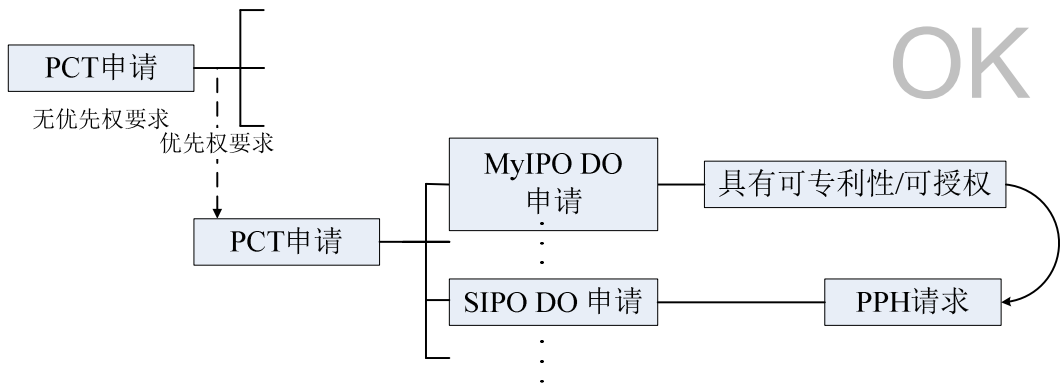 OK
PCT申请
无优先权要求
优先权要求
MyIPO DO
申请
具有可专利性/可授权
PCT申请
SIPO DO 申请
PPH请求